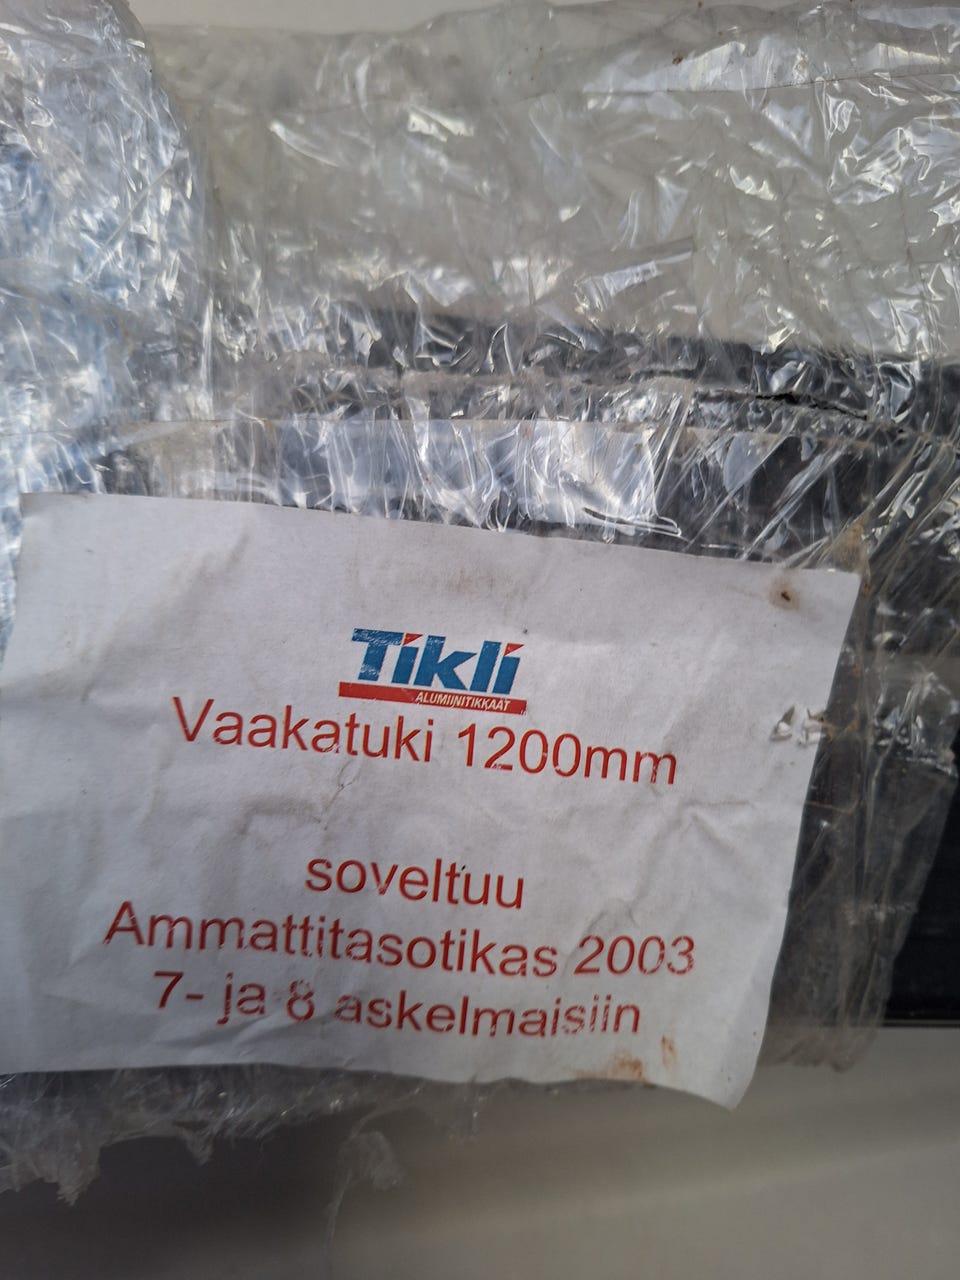 Tikli
ALUMIINITIKKAAT
Vaakatuki 1200mm
soveltuu
Ammattitasotikas 2003
7- ja 8 askelmaisiin